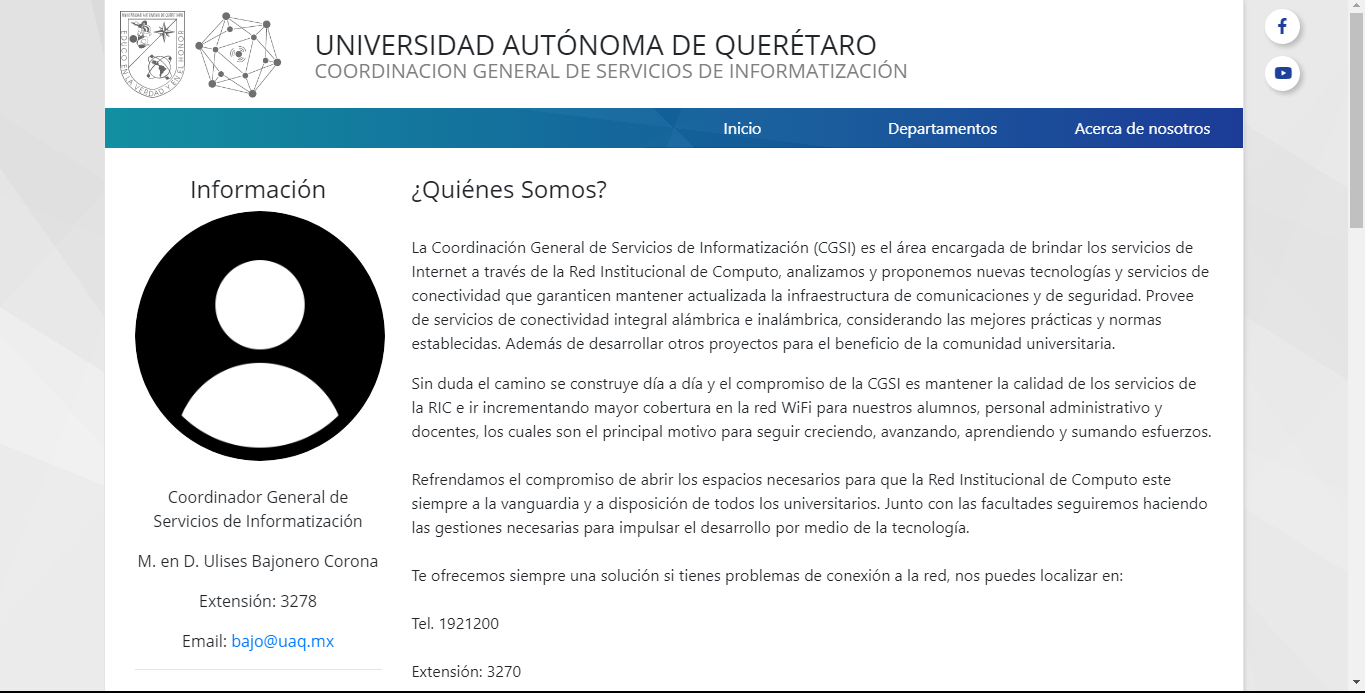 UNIVERSIDAD AUTÓNOMA DE QUERÉTARO
COORDINACION GENERAL DE SERVICIOS DE INFORMATIZACIÓN
EDUCO EN LA VERDAD Y EN EL HONOR
Inicio
Departamentos
Acerca de nosotros
Información
Coordinador General de
Servicios de Informatización
M. en D. Ulises Bajonero Corona
Extensión: 3278
Email: bajo@uaq.mx
¿Quiénes Somos?
La Coordinación General de Servicios de Informatización (CGSI) es el área encargada de brindar los servicios de
Internet a través de la Red Institucional de Computo, analizamos y proponemos nuevas tecnologías y servicios de
conectividad que garanticen mantener actualizada la infraestructura de comunicaciones y de seguridad. Provee
de servicios de conectividad integral alámbrica e inalámbrica, considerando las mejores prácticas y normas
establecidas. Además de desarrollar otros proyectos para el beneficio de la comunidad universitaria.
Sin duda el camino se construye día a día y el compromiso de la CGSI es mantener la calidad de los servicios de
la RIC e ir incrementando mayor cobertura en la red WiFi para nuestros alumnos, personal administrativo y
docentes, los cuales son el principal motivo para seguir creciendo, avanzando, aprendiendo y sumando esfuerzos.
Refrendamos el compromiso de abrir los espacios necesarios para que la Red Institucional de Computo este
siempre a la vanguardia y a disposición de todos los universitarios. Junto con las facultades seguiremos haciendo
las gestiones necesarias para impulsar el desarrollo por medio de la tecnología.
Te ofrecemos siempre una solución si tienes problemas de conexión a la red, nos puedes localizar en:
Tel. 1921200
Extensión: 3270